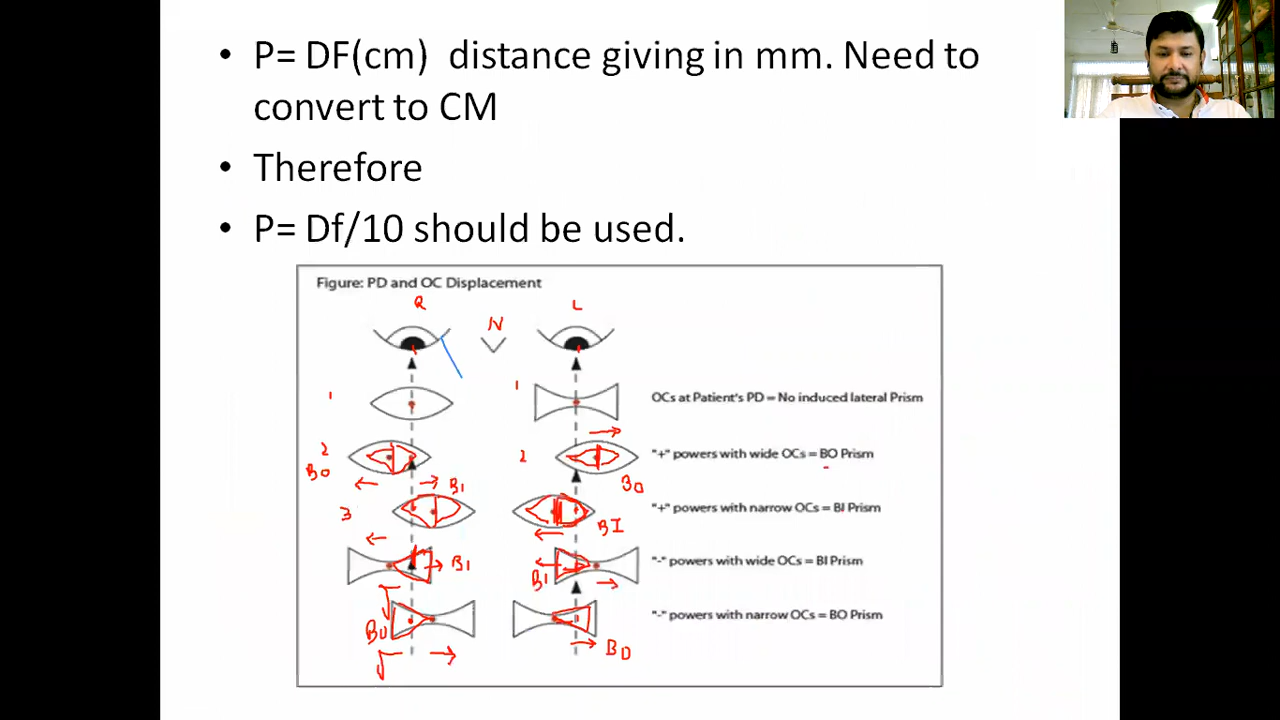 • P= DF(cm) distance giving in mm. Need to
convert to CM
• Therefore
• P= Df/10 should be used.
Figure: PD and OC Displacement
R
L
N
1
1
OCs at Patient's PD = No induced lateral Prism
2
2
"+" powers with wide OCs = BO Prism
BO
BO
BI
3
"+" powers with narrow OCs = BI Prism
BI
"-" powers with wide OCs = BI Prism
BI
BI
"-" powers with narrow OCs = BO Prism
BO
BO